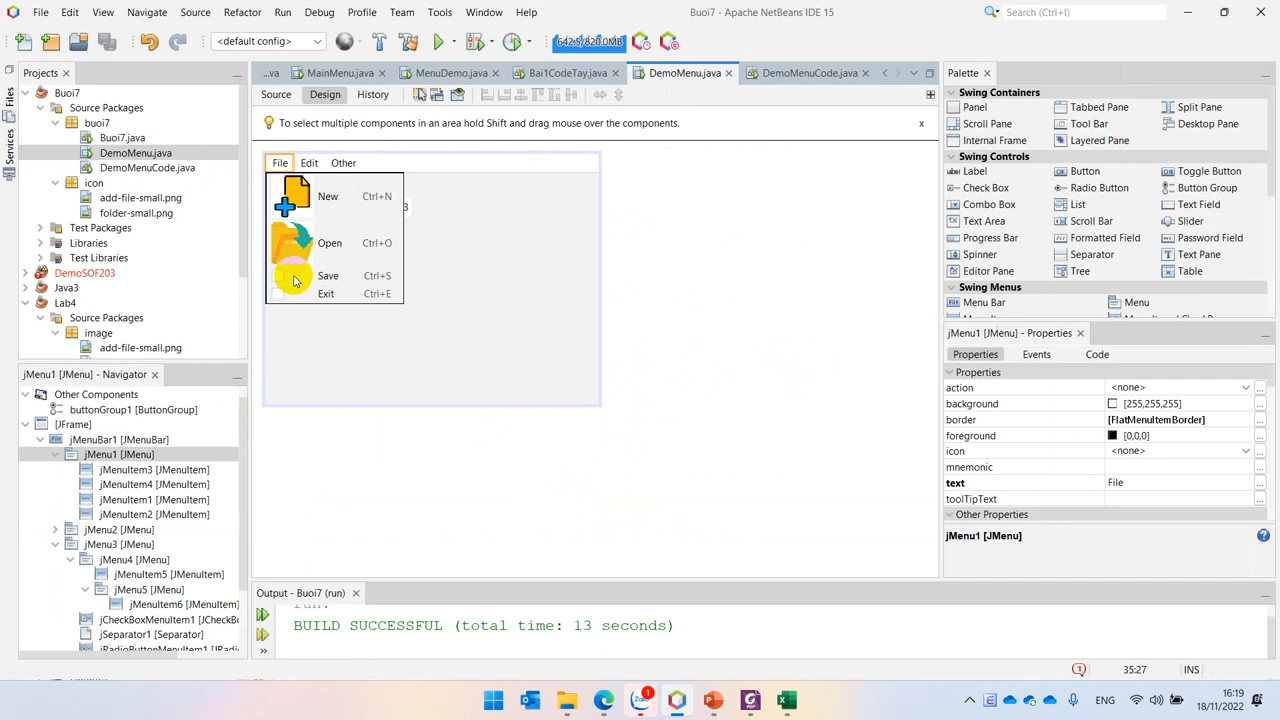 File Edit View Navigate Source Refactor Run Debug Profile Team Tools Window Help
Buoi7 - Apache NetBeans IDE 15
Search (Ctrl+I)
<default config>
642.5/820.0MB
Projects
...va
MainMenu.java
MenuDemo.java
Bai1CodeTay.java
DemoMenu.java
DemoMenuCode.java
Source Design History
To select multiple components in an area hold Shift and drag mouse over the components.
x
Files
Services
Buoi7
Source Packages
buoi7
Buoi7.java
DemoMenu.java
DemoMenuCode.java
icon
add-file-small.png
folder-small.png
Test Packages
Libraries
Test Libraries
DemoSOF203
Java3
Lab4
Source Packages
image
add-file-small.png
File Edit Other
New Ctrl+N
3
Open Ctrl+O
Save Ctrl+S
Exit Ctrl+E
jMenu1 [JMenu] - Navigator
Other Components
buttonGroup1 [ButtonGroup]
[JFrame]
jMenuBar1 [JMenuBar]
jMenu1 [JMenu]
jMenuItem3 [JMenuItem]
jMenuItem4 [JMenuItem]
jMenuItem1 [JMenuItem]
jMenuItem2 [JMenuItem]
jMenu2 [JMenu]
jMenu3 [JMenu]
jMenu4 [JMenu]
jMenuItem5 [JMenuItem]
jMenu5 [JMenu]
jMenuItem6 [JMenuItem]
jCheckBoxMenuItem1 [JCheckBo
jSeparator1 [Separator]
Palette
Swing Containers
Panel Tabbed Pane Split Pane
Scroll Pane Tool Bar Desktop Pane
Internal Frame Layered Pane
Swing Controls
Label Button Toggle Button
Check Box Radio Button Button Group
Combo Box List Text Field
Text Area Scroll Bar Slider
Progress Bar Formatted Field Password Field
Spinner Separator Text Pane
Editor Pane Tree Table
Swing Menus
Menu Bar Menu
jMenu1 [JMenu] - Properties
Properties Events Code
Properties
action <none> ...
background [255,255,255] ...
border [FlatMenuItemBorder] ...
foreground [0,0,0] ...
icon <none> ...
mnemonic ...
text File ...
toolTipText ...
Other Properties
jMenu1 [JMenu]
Output - Buoi7 (run)
run:
BUILD SUCCESSFUL (total time: 13 seconds)
1
35:27
INS
1
ENG
16:19
18/11/2022